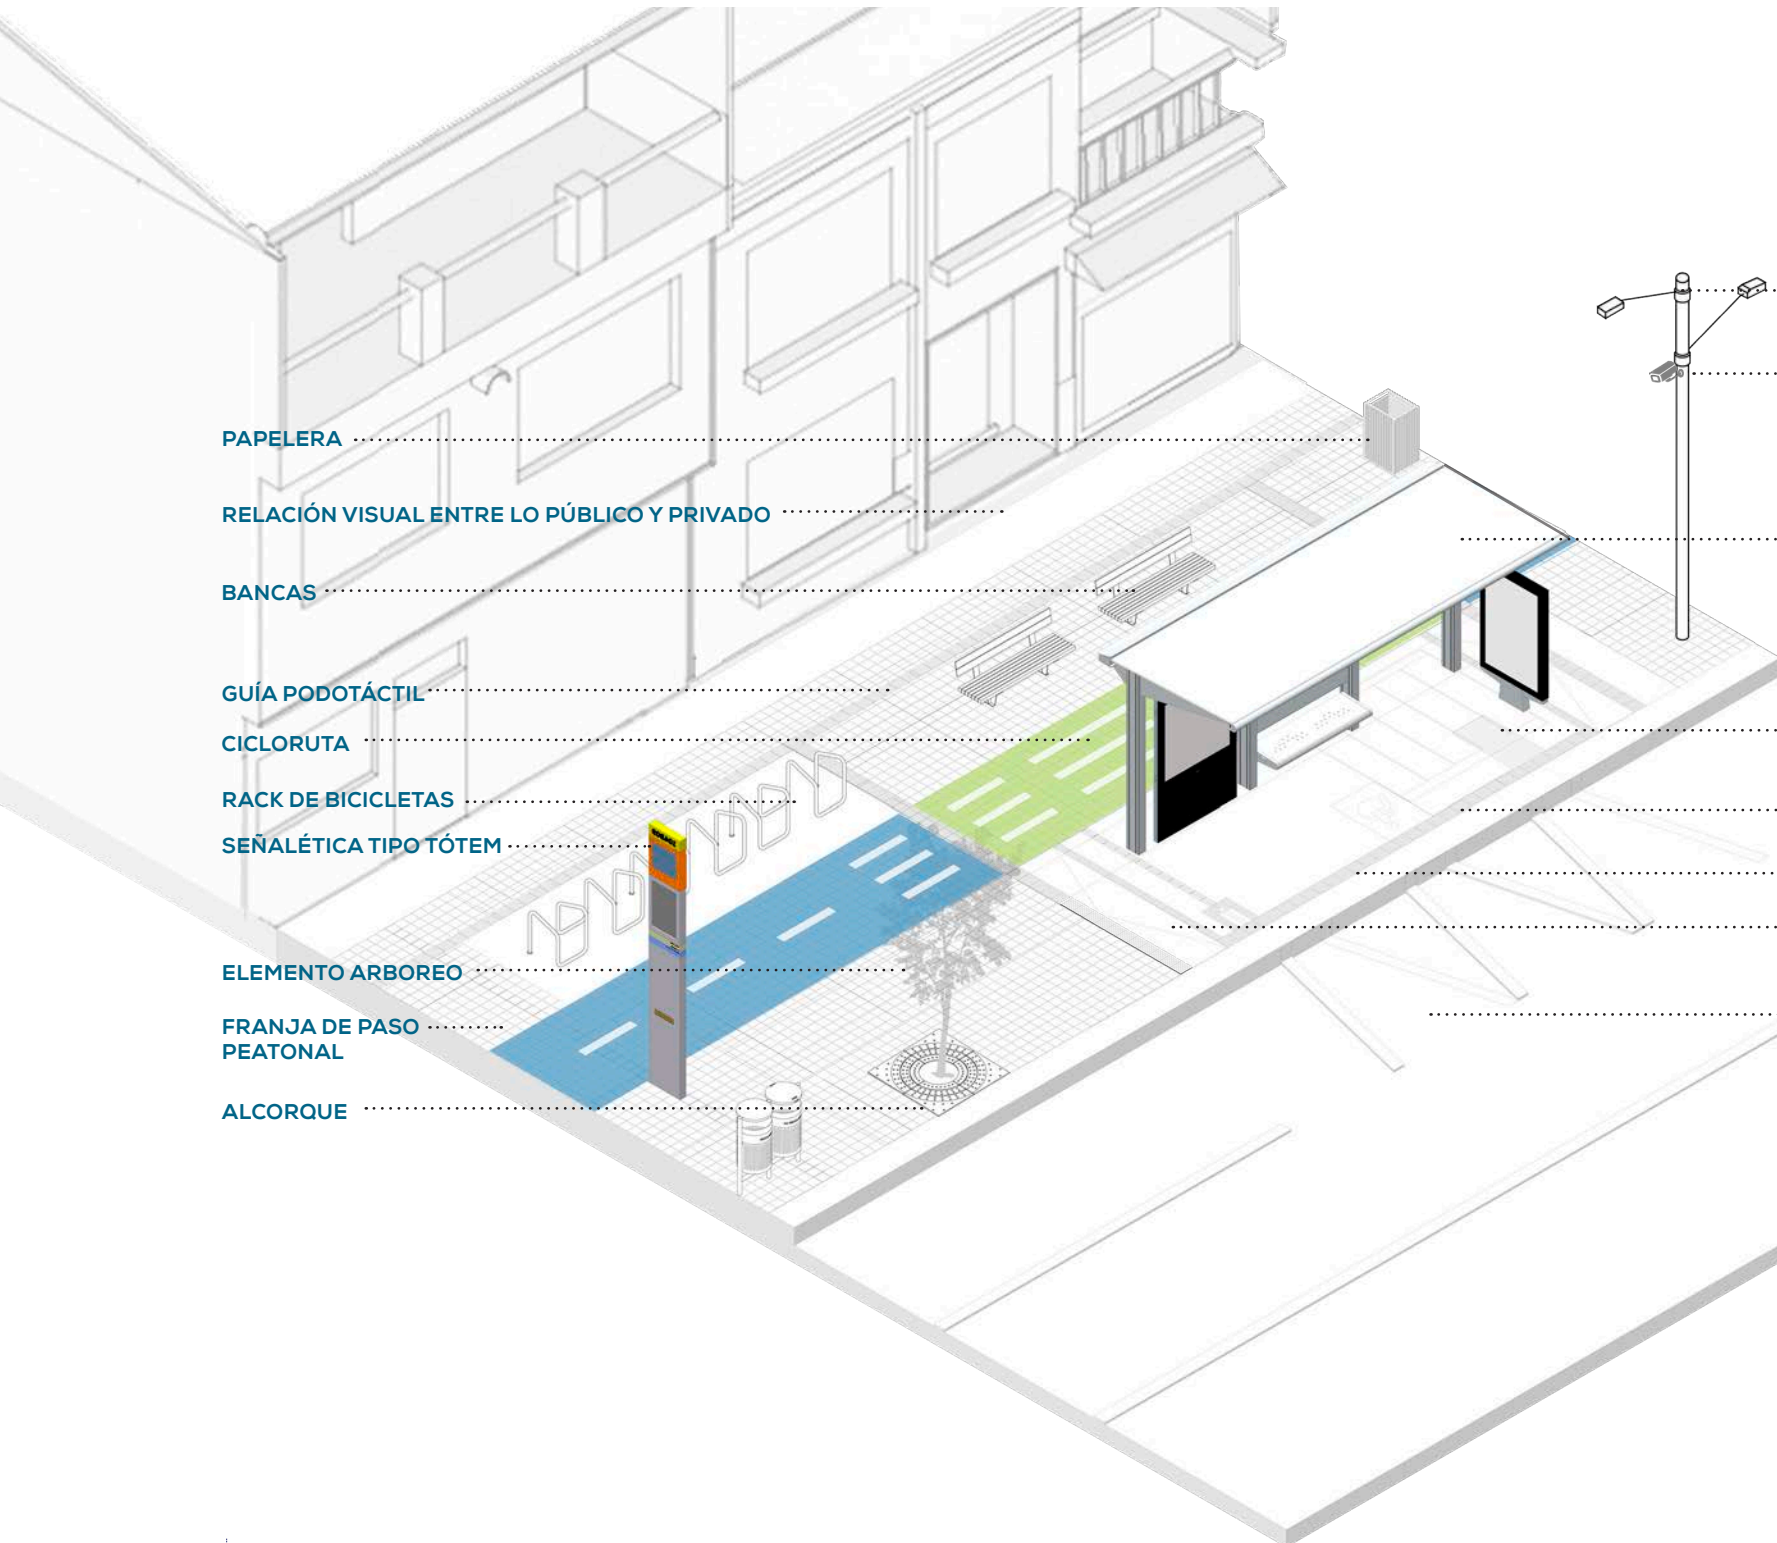 PAPELERA
RELACIÓN VISUAL ENTRE LO PÚBLICO Y PRIVADO
BANCAS
GUÍA PODOTÁCTIL
CICLORUTA
RACK DE BICICLETAS
SEÑALÉTICA TIPO TÓTEM
ELEMENTO ARBOREO
FRANJA DE PASO
PEATONAL
ALCORQUE